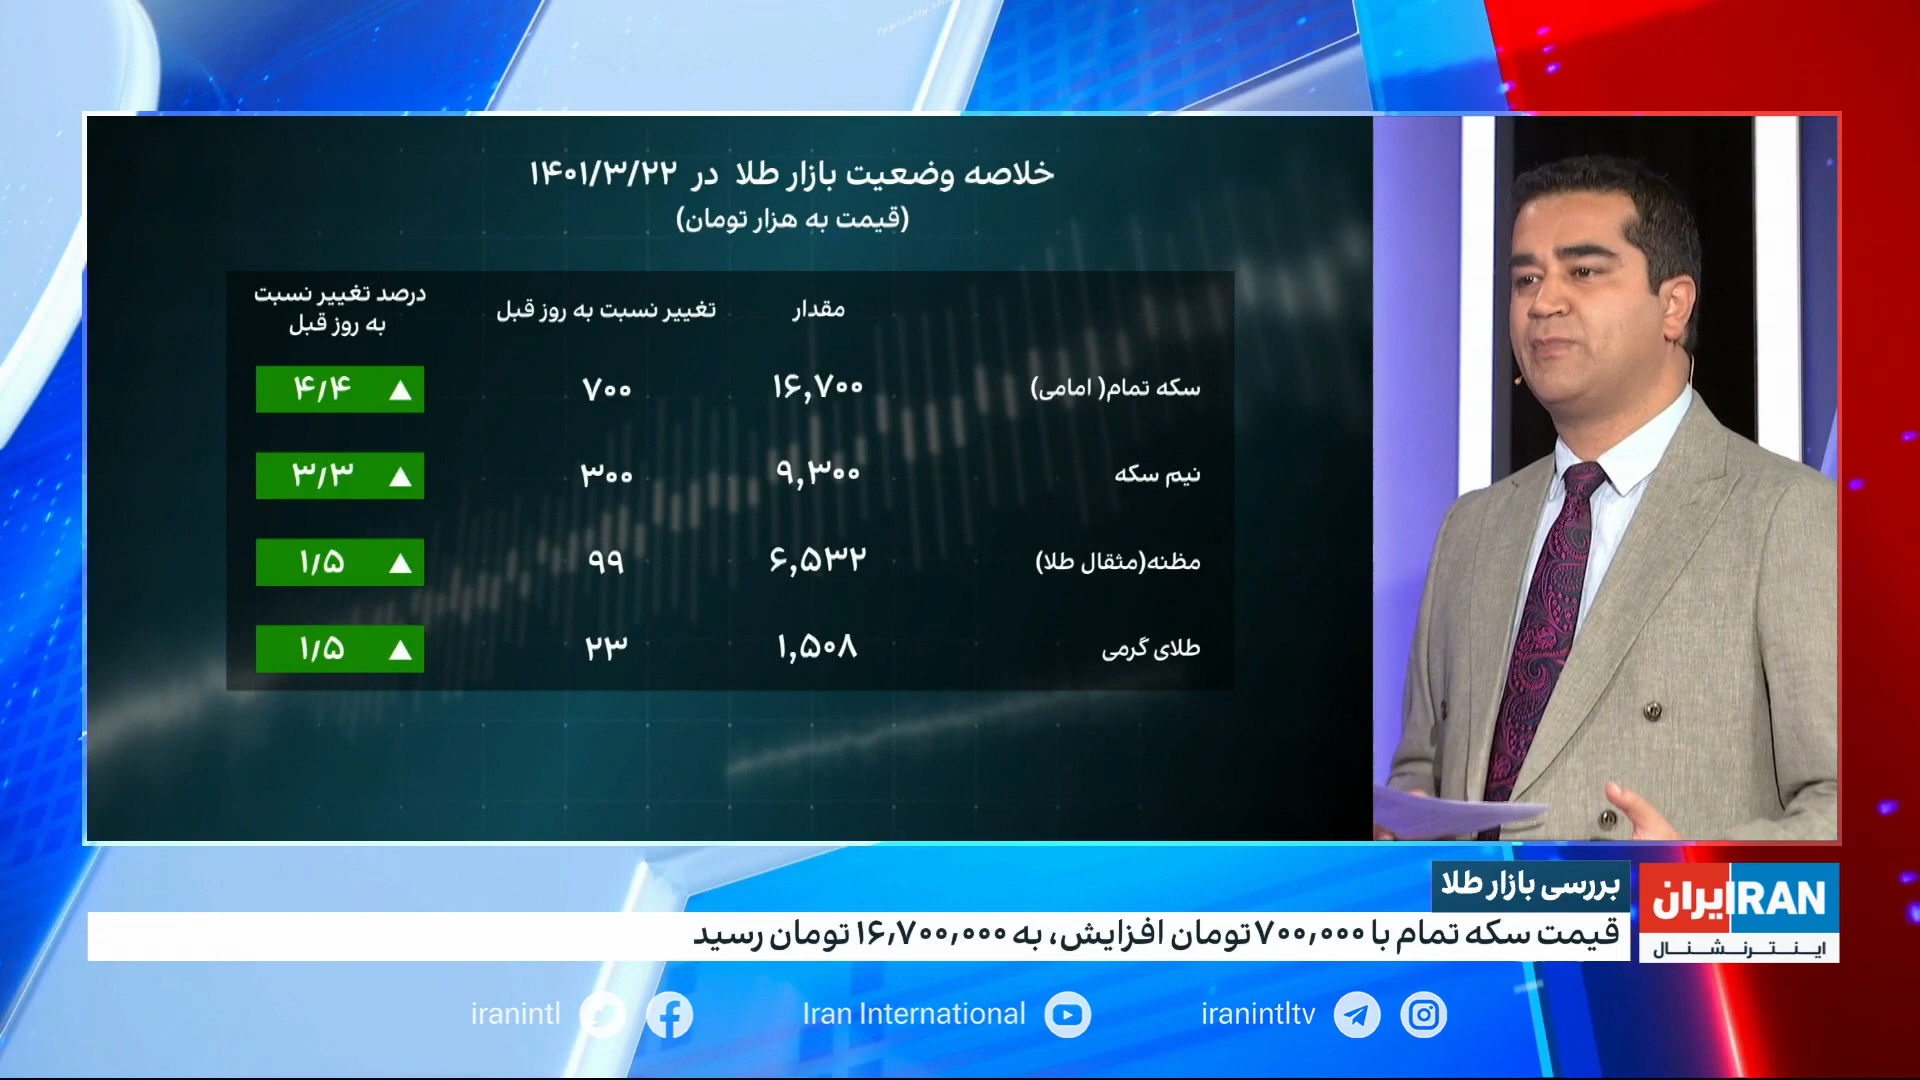 خلاصه وضعیت بازار طلا در ۱۴۰۱/۳/۲۲
(قیمت به هزار تومان)
مقدار تغییر نسبت به روز قبل درصد تغییر نسبت به روز قبل
سکه تمام( امامی) ۱۶,۷۰۰ ۷۰۰ ▲ ۴/۴
نیم سکه ۹,۳۰۰ ۳۰۰ ▲ ۳/۳
مظنه(مثقال طلا) ۶,۵۳۲ ۹۹ ▲ ۱/۵
طلای گرمی ۱,۵۰۸ ۲۳ ▲ ۱/۵
بررسی بازار طلا
قیمت سکه تمام با ۷۰۰,۰۰۰ تومان افزایش، به ۱۶,۷۰۰,۰۰۰ تومان رسید
ایران IRAN
اینترنشنال
iranintl Iran International iranintltv